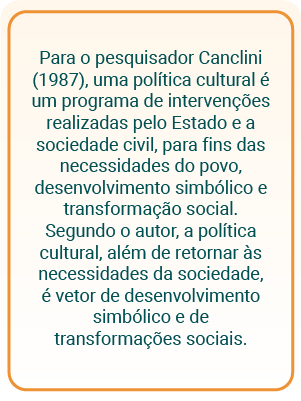 Para o pesquisador Canclini
(1987), uma política cultural é
um programa de intervenções
realizadas pelo Estado e a
sociedade civil, para fins das
necessidades do povo,
desenvolvimento simbólico e
transformação social.
Segundo o autor, a política
cultural, além de retornar às
necessidades da sociedade,
é vetor de desenvolvimento
simbólico e de
transformações sociais.